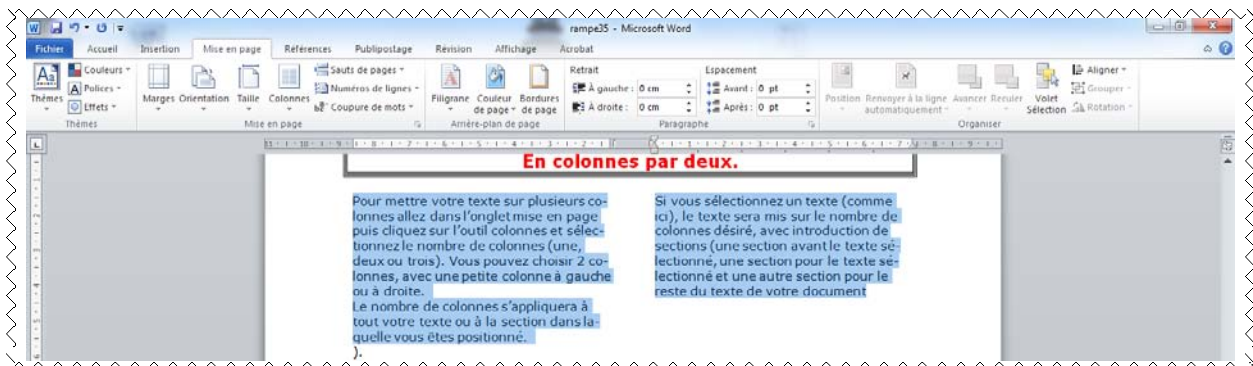 rampe35 - Microsoft Word
Fichier Accueil Insertion Mise en page Références Publipostage Révision Affichage Acrobat
Couleurs Sauts de pages Retrait Espacement Aligner
Polices Numéros de lignes À gauche : 0 cm Avant : 0 pt Grouper
Thèmes Effets Marges Orientation Taille Colonnes Coupure de mots Filigrane Couleur de page Bordures de page À droite : 0 cm Après : 0 pt Position Renvoyer à la ligne automatiquement Avancer Reculer Volet Sélection Rotation
Thèmes Mise en page Arrière-plan de page Paragraphe Organiser
En colonnes par deux.
Pour mettre votre texte sur plusieurs co-
lonnes allez dans l'onglet mise en page
puis cliquez sur l'outil colonnes et sélec-
tionnez le nombre de colonnes (une,
deux ou trois). Vous pouvez choisir 2 co-
lonnes, avec une petite colonne à gauche
ou à droite.
Le nombre de colonnes s'appliquera à
tout votre texte ou à la section dans la-
quelle vous êtes positionné.
).
Si vous sélectionnez un texte (comme
ici), le texte sera mis sur le nombre de
colonnes désiré, avec introduction de
sections (une section avant le texte sé-
lectionné, une section pour le texte sé-
lectionné et une autre section pour le
reste du texte de votre document